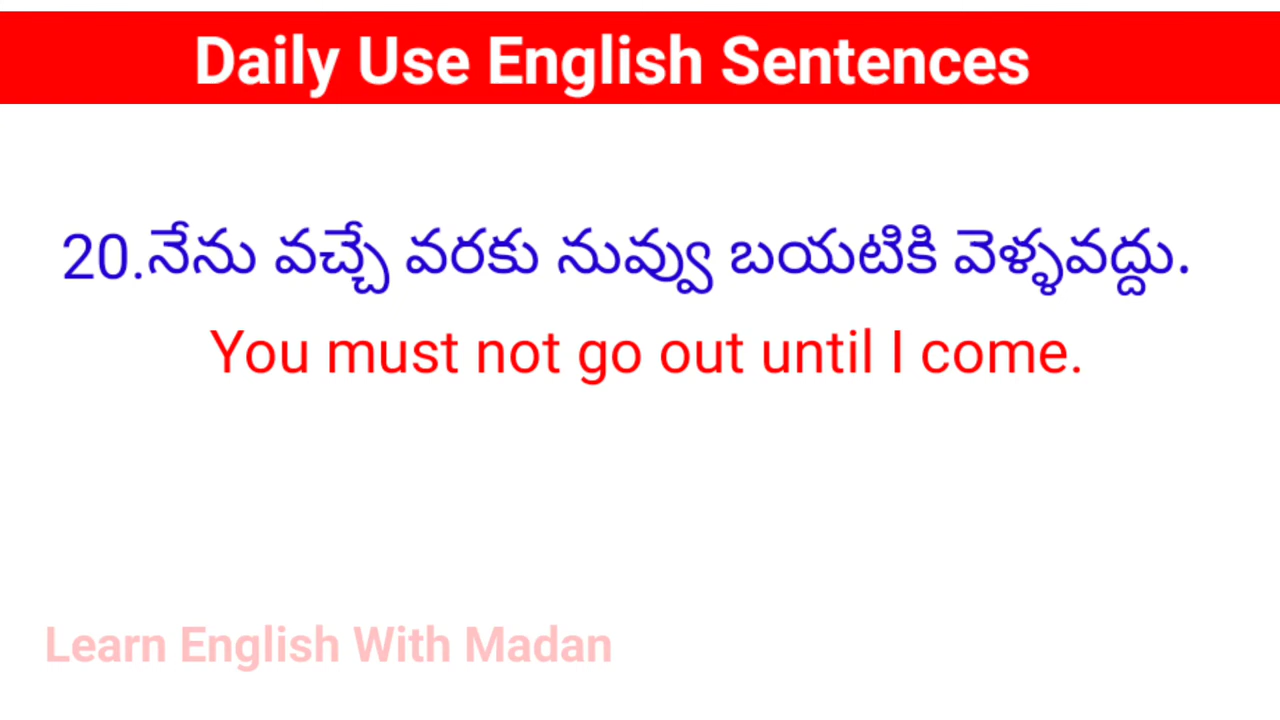 Daily Use English Sentences
20.నేను వచ్చే వరకు నువ్వు బయటికి వెళ్ళవద్దు.
You must not go out until I come.
Learn English With Madan